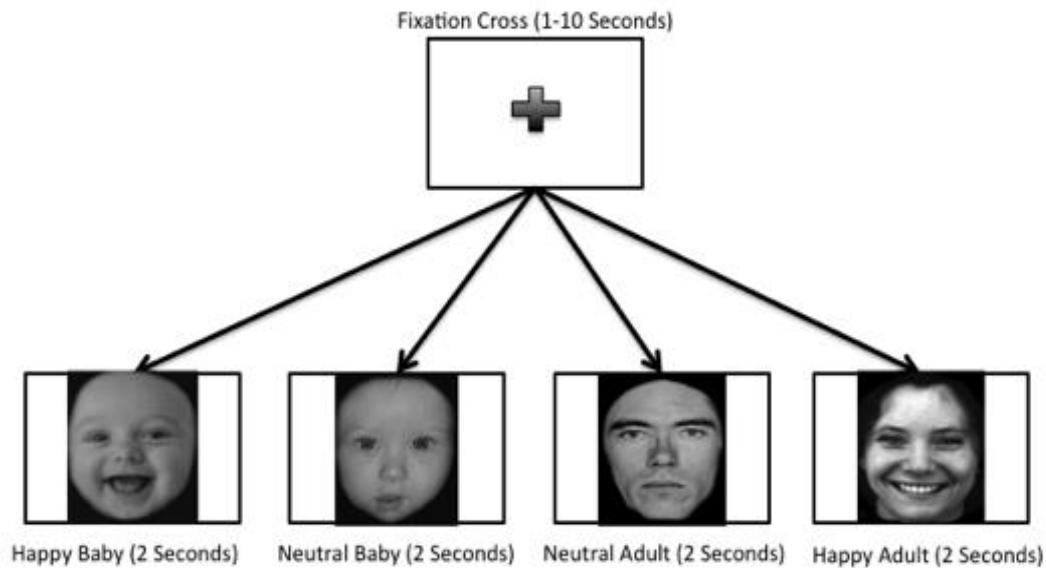 Fixation Cross (1-10 Seconds)
Happy Baby (2 Seconds)
Neutral Baby (2 Seconds)
Neutral Adult (2 Seconds)
Happy Adult (2 Seconds)